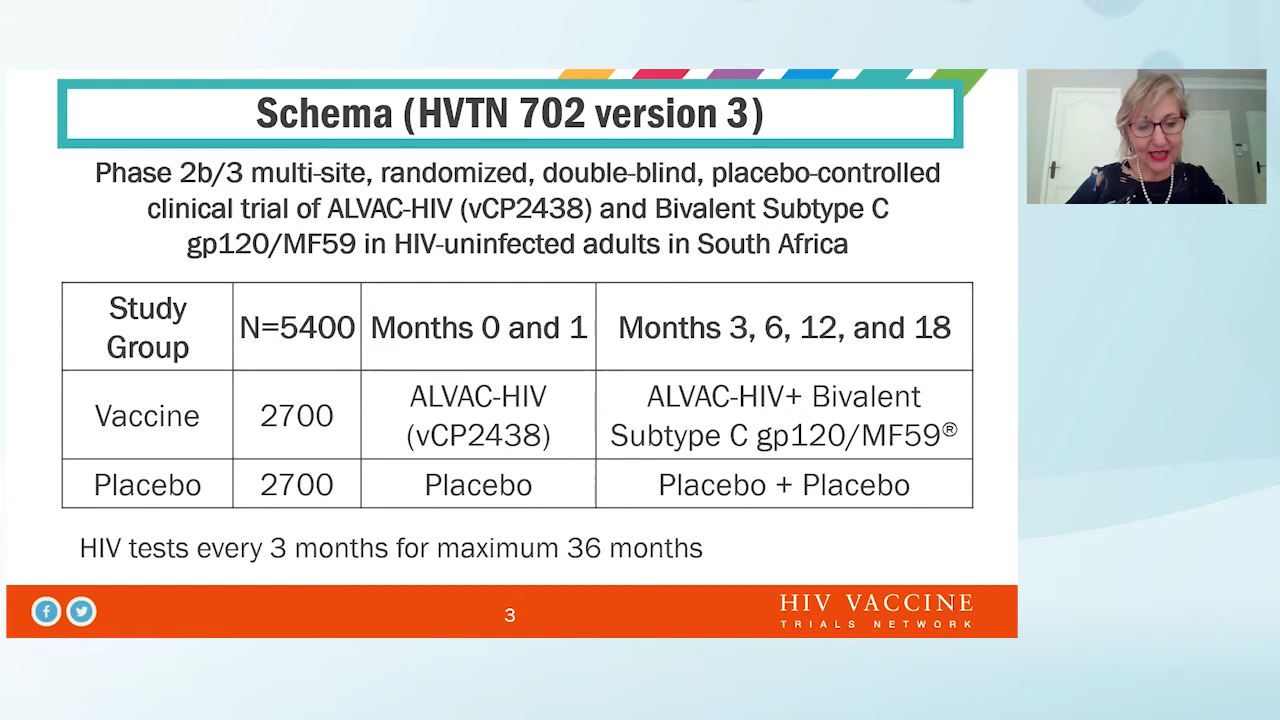 Schema (HVTN 702 version 3)
Phase 2b/3 multi-site, randomized, double-blind, placebo-controlled
clinical trial of ALVAC-HIV (vCP2438) and Bivalent Subtype C
gp120/MF59 in HIV-uninfected adults in South Africa
Study
Group
N=5400
Months 0 and 1
Months 3, 6, 12, and 18
Vaccine
2700
ALVAC-HIV
(vCP2438)
ALVAC-HIV+ Bivalent
Subtype C gp120/MF59®
Placebo
2700
Placebo
Placebo + Placebo
HIV tests every 3 months for maximum 36 months
3
HIV VACCINE
TRIALS NETWORK